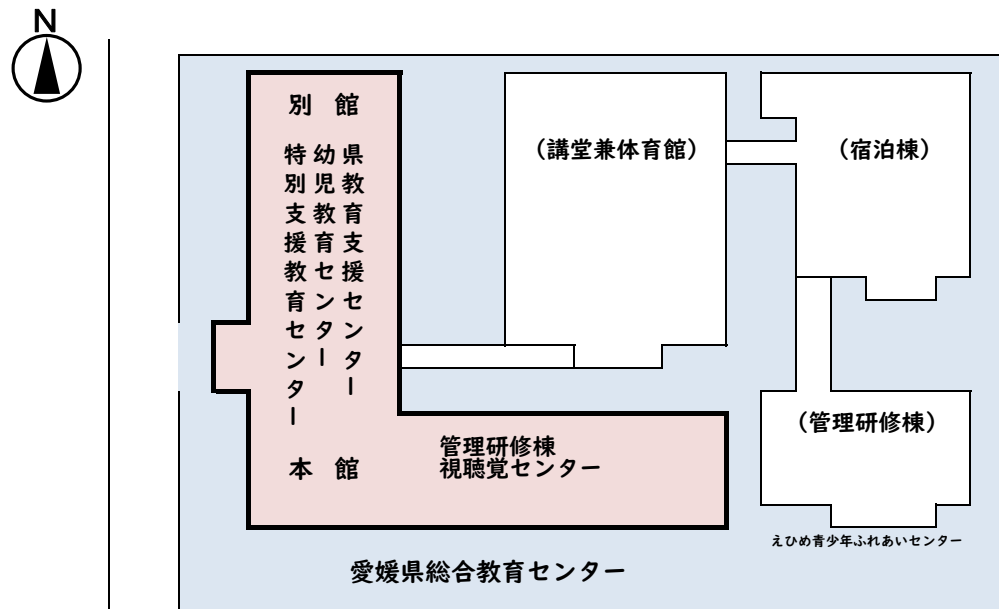 N
別　館
県教育支援センター
幼児教育センター
特別支援教育センター
本　館
管理研修棟
視聴覚センター
（講堂兼体育館）
（宿泊棟）
（管理研修棟）
えひめ青少年ふれあいセンター
愛媛県総合教育センター